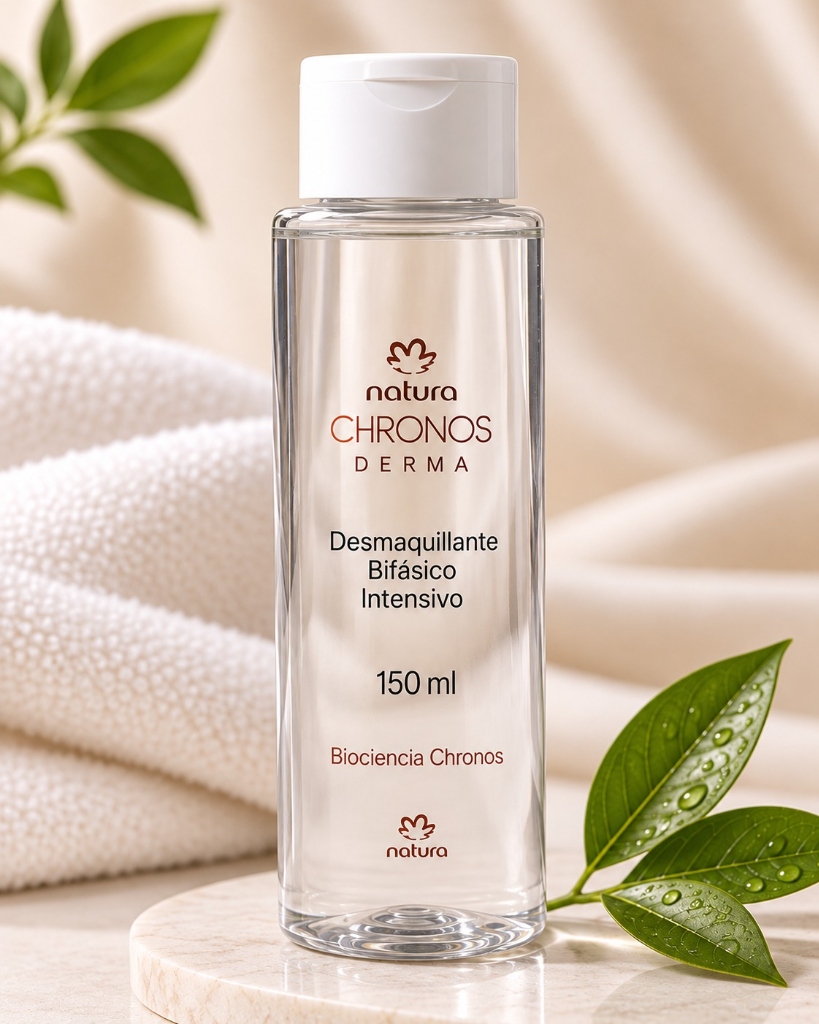 natura
CHRONOS
DERMA
Desmaquillante
Bifásico
Intensivo
150 ml
Biociencia Chronos
natura